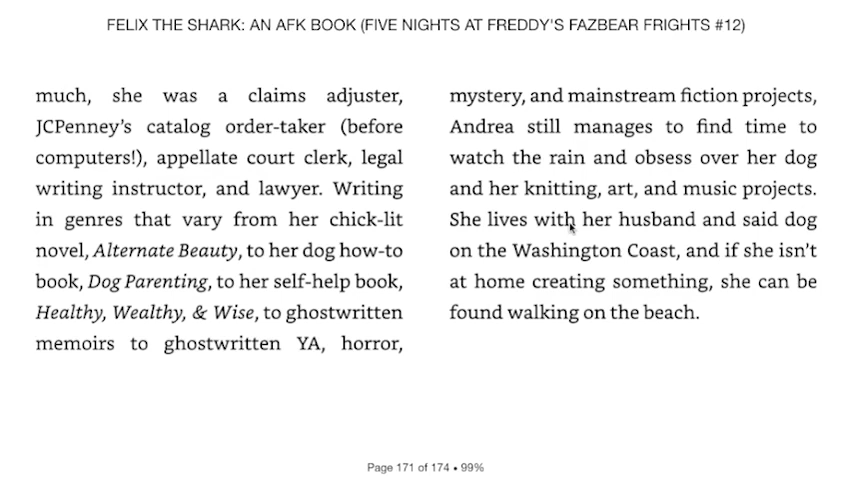 FELIX THE SHARK: AN AFK BOOK (FIVE NIGHTS AT FREDDY'S FAZBEAR FRIGHTS #12)
much, she was a claims adjuster,
JCPenney’s catalog order-taker (before
computers!), appellate court clerk, legal
writing instructor, and lawyer. Writing
in genres that vary from her chick-lit
novel, Alternate Beauty, to her dog how-to
book, Dog Parenting, to her self-help book,
Healthy, Wealthy, & Wise, to ghostwritten
memoirs to ghostwritten YA, horror,
mystery, and mainstream fiction projects,
Andrea still manages to find time to
watch the rain and obsess over her dog
and her knitting, art, and music projects.
She lives with her husband and said dog
on the Washington Coast, and if she isn’t
at home creating something, she can be
found walking on the beach.
Page 171 of 174 • 99%